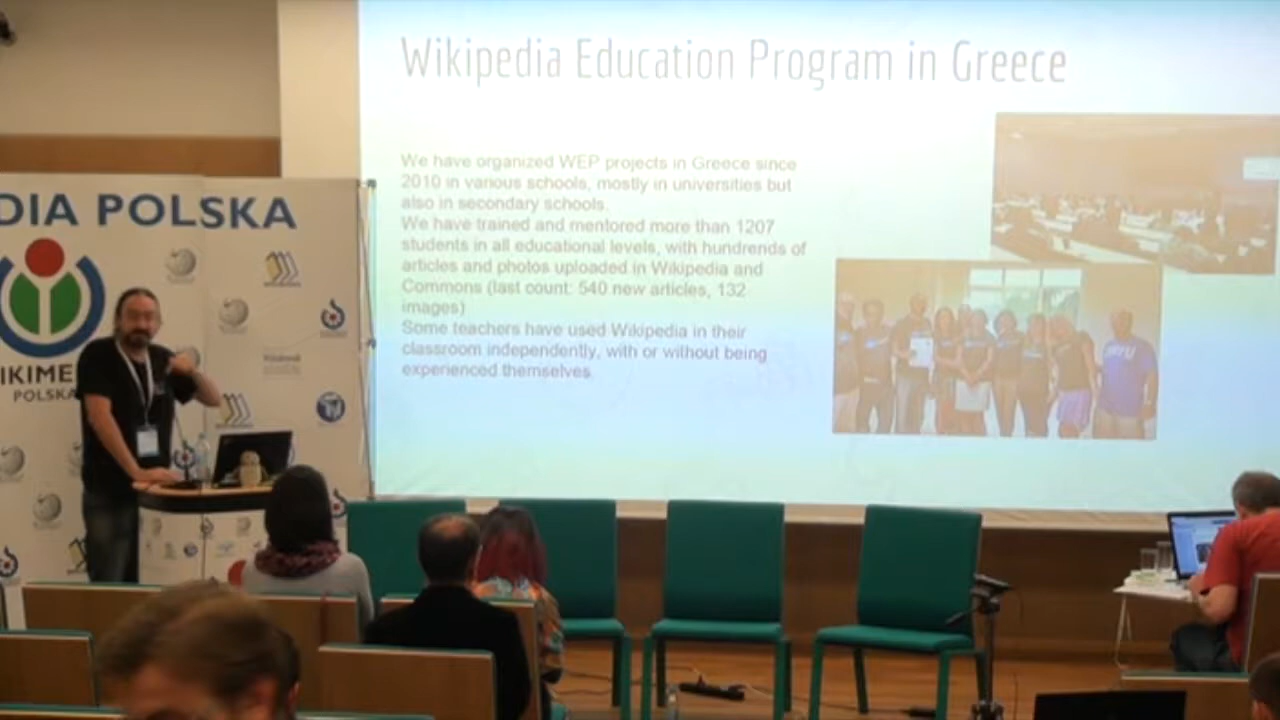 Wikipedia Education Program in Greece
We have organized WEP projects in Greece since
2010 in various schools, mostly in universities but
also in secondary schools.
We have trained and mentored more than 1207
students in all educational levels, with hundrends of
articles and photos uploaded in Wikipedia and
Commons (last count: 540 new articles, 132
images)
Some teachers have used Wikipedia in their
classroom independently, with or without being
experienced themselves.
DIA POLSKA
IKIME
POLSKA